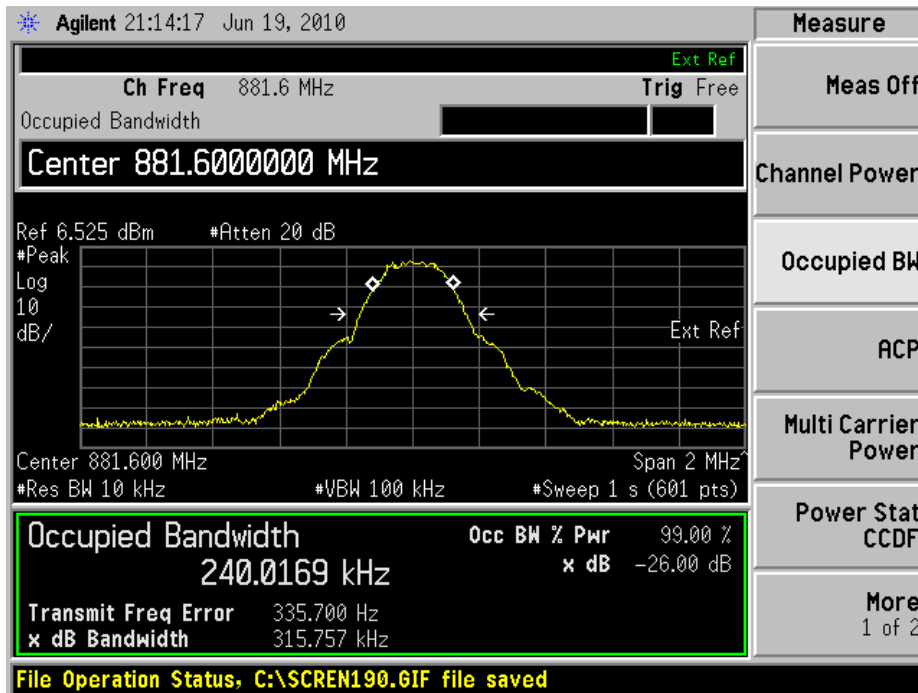 Agilent 21:14:17 Jun 19, 2010
Measure
Ext Ref
Ch Freq 881.6 MHz Trig Free
Meas Off
Occupied Bandwidth
Center 881.6000000 MHz
Channel Power
Ref 6.525 dBm #Atten 20 dB
#Peak
Log
10
dB/
Ext Ref
Occupied BW
ACP
Center 881.600 MHz Span 2 MHz^
#Res BW 10 kHz #VBW 100 kHz #Sweep 1 s (601 pts)
Multi Carrier
Power
Occupied Bandwidth
240.0169 kHz
Occ BW % Pwr 99.00 %
x dB -26.00 dB
Power Stat
CCDF
Transmit Freq Error 335.700 Hz
x dB Bandwidth 315.757 kHz
More
1 of 2
File Operation Status, C:\SCREN190.GIF file saved